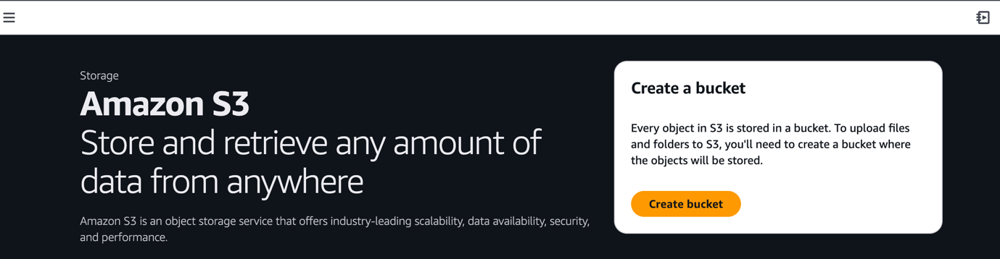 Storage
Amazon S3
Store and retrieve any amount of
data from anywhere
Amazon S3 is an object storage service that offers industry-leading scalability, data availability, security,
and performance.
Create a bucket
Every object in S3 is stored in a bucket. To upload files
and folders to S3, you'll need to create a bucket where
the objects will be stored.
Create bucket